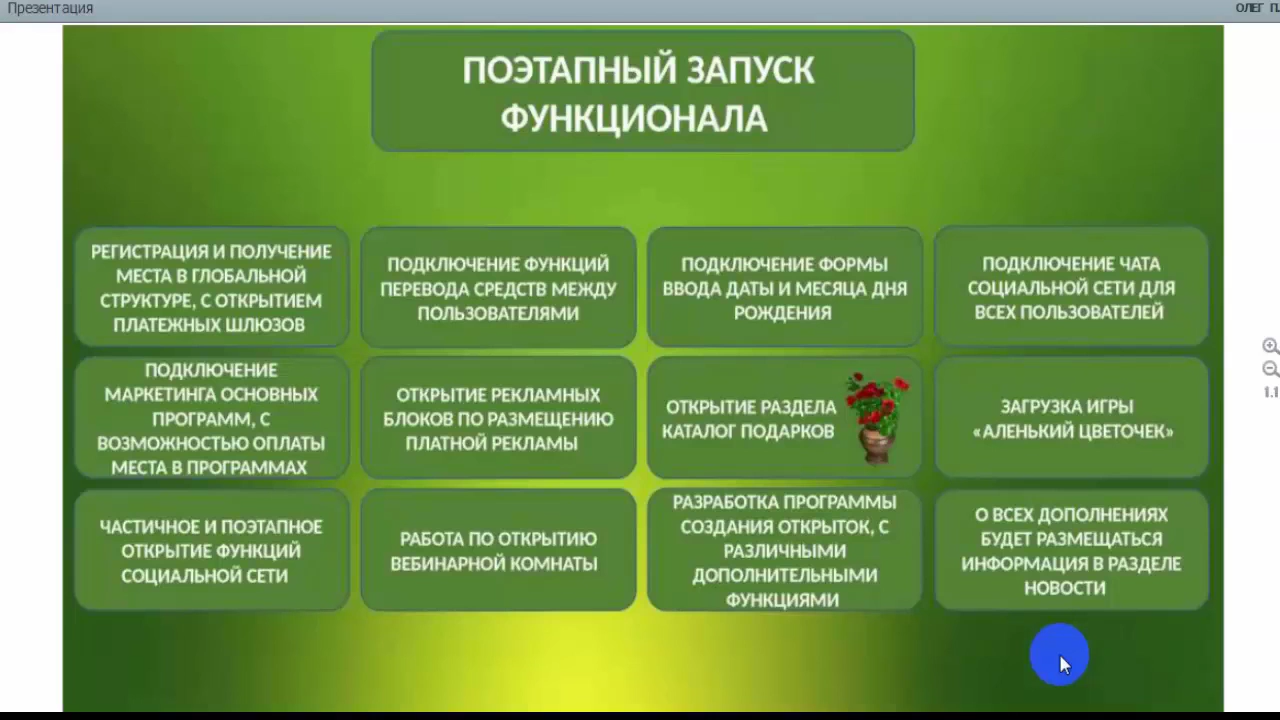 Презентация
ОЛЕГ
ПОЭТАПНЫЙ ЗАПУСК
ФУНКЦИОНАЛА
РЕГИСТРАЦИЯ И ПОЛУЧЕНИЕ
МЕСТА В ГЛОБАЛЬНОЙ
СТРУКТУРЕ, С ОТКРЫТИЕМ
ПЛАТЕЖНЫХ ШЛЮЗОВ
ПОДКЛЮЧЕНИЕ ФУНКЦИЙ
ПЕРЕВОДА СРЕДСТВ МЕЖДУ
ПОЛЬЗОВАТЕЛЯМИ
ПОДКЛЮЧЕНИЕ ФОРМЫ
ВВОДА ДАТЫ И МЕСЯЦА ДНЯ
РОЖДЕНИЯ
ПОДКЛЮЧЕНИЕ ЧАТА
СОЦИАЛЬНОЙ СЕТИ ДЛЯ
ВСЕХ ПОЛЬЗОВАТЕЛЕЙ
ПОДКЛЮЧЕНИЕ
МАРКЕТИНГА ОСНОВНЫХ
ПРОГРАММ, С
ВОЗМОЖНОСТЬЮ ОПЛАТЫ
МЕСТА В ПРОГРАММАХ
ОТКРЫТИЕ РЕКЛАМНЫХ
БЛОКОВ ПО РАЗМЕЩЕНИЮ
ПЛАТНОЙ РЕКЛАМЫ
ОТКРЫТИЕ РАЗДЕЛА
КАТАЛОГ ПОДАРКОВ
ЗАГРУЗКА ИГРЫ
«АЛЕНЬКИЙ ЦВЕТОЧЕК»
ЧАСТИЧНОЕ И ПОЭТАПНОЕ
ОТКРЫТИЕ ФУНКЦИЙ
СОЦИАЛЬНОЙ СЕТИ
РАБОТА ПО ОТКРЫТИЮ
ВЕБИНАРНОЙ КОМНАТЫ
РАЗРАБОТКА ПРОГРАММЫ
СОЗДАНИЯ ОТКРЫТОК, С
РАЗЛИЧНЫМИ
ДОПОЛНИТЕЛЬНЫМИ
ФУНКЦИЯМИ
О ВСЕХ ДОПОЛНЕНИЯХ
БУДЕТ РАЗМЕЩАТЬСЯ
ИНФОРМАЦИЯ В РАЗДЕЛЕ
НОВОСТИ
1:1